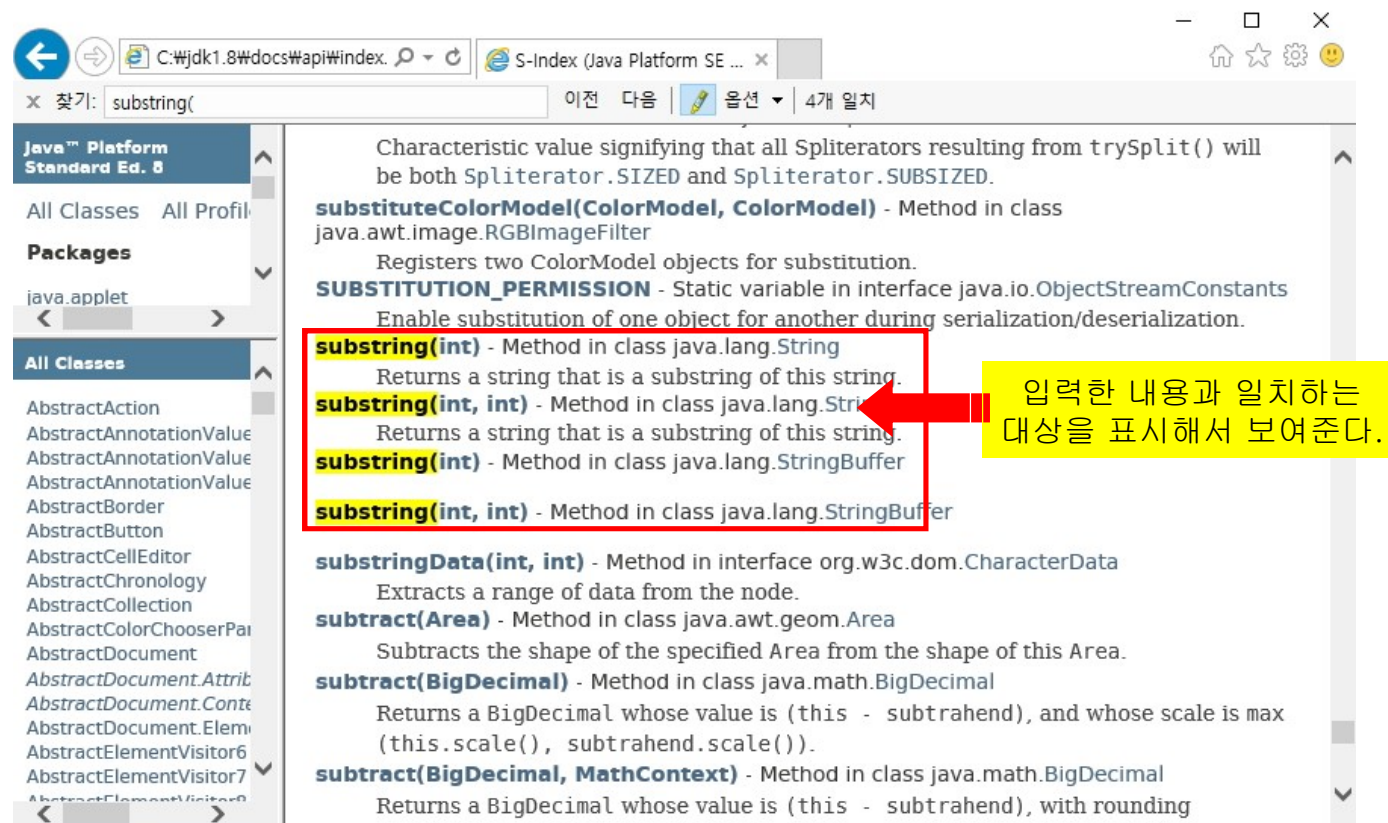 C:₩jdk1.8₩docs₩api₩index.
S-Index (Java Platform SE ... ×
x 찾기: substring(
이전 다음 옵션 ▼ 4개 일치
Java™ Platform
Standard Ed. 8
All Classes All Profil
Packages
java.applet
All Classes
AbstractAction
AbstractAnnotationValue
AbstractAnnotationValue
AbstractAnnotationValue
AbstractBorder
AbstractButton
AbstractCellEditor
AbstractChronology
AbstractCollection
AbstractColorChooserPar
AbstractDocument
AbstractDocument.Attrib
AbstractDocument.Conte
AbstractDocument.Eleme
AbstractElementVisitor6
AbstractElementVisitor7
Characteristic value signifying that all Spliterators resulting from trySplit() will
be both Spliterator.SIZED and Spliterator.SUBSIZED.
substituteColorModel(ColorModel, ColorModel) - Method in class
java.awt.image.RGBImageFilter
Registers two ColorModel objects for substitution.
SUBSTITUTION_PERMISSION - Static variable in interface java.io.ObjectStreamConstants
Enable substitution of one object for another during serialization/deserialization.
substring(int) - Method in class java.lang.String
Returns a string that is a substring of this string.
substring(int, int) - Method in class java.lang.Stri
Returns a string that is a substring of this string.
substring(int) - Method in class java.lang.StringBuffer
substring(int, int) - Method in class java.lang.StringBuffer
substringData(int, int) - Method in interface org.w3c.dom.CharacterData
Extracts a range of data from the node.
subtract(Area) - Method in class java.awt.geom.Area
Subtracts the shape of the specified Area from the shape of this Area.
subtract(BigDecimal) - Method in class java.math.BigDecimal
Returns a BigDecimal whose value is (this - subtrahend), and whose scale is max
(this.scale(), subtrahend.scale()).
subtract(BigDecimal, MathContext) - Method in class java.math.BigDecimal
Returns a BigDecimal whose value is (this - subtrahend), with rounding
입력한 내용과 일치하는
대상을 표시해서 보여준다.